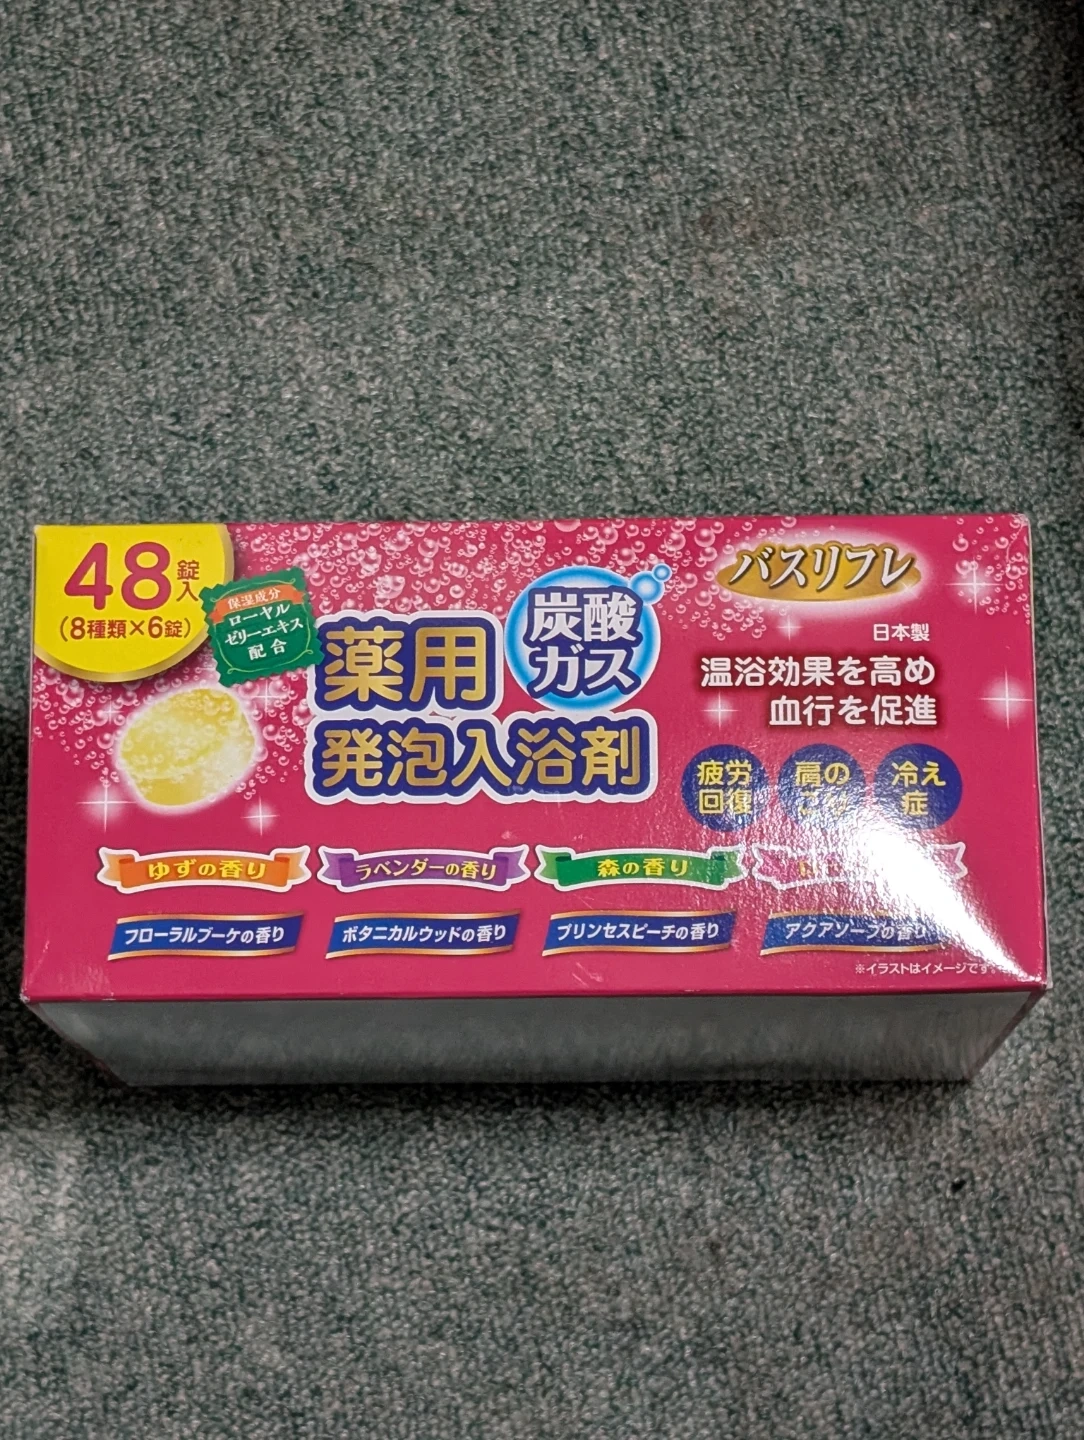 48錠入
(8種類×6錠)
保湿成分
ローヤル
ゼリーエキス
配合
薬用
炭酸
ガス
発泡入浴剤
バスリフレ
日本製
温浴効果を高め
血行を促進
疲労
回復
肩の
こり
冷え
症
ゆずの香り
ラベンダーの香り
森の香り
フローラルブーケの香り
ボタニカルウッドの香り
プリンセスピーチの香り
アクアソープの香り
※イラストはイメージです。